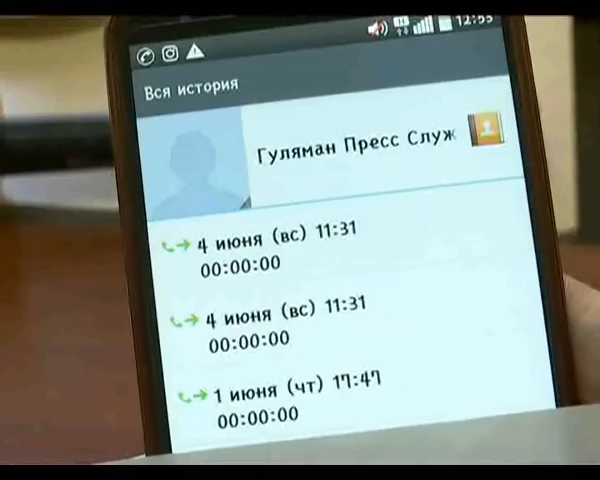 12:53
Вся история
Гуляман Пресс Служ
4 июня (вс) 11:31
00:00:00
4 июня (вс) 11:31
00:00:00
1 июня (чт) 17:47
00:00:00